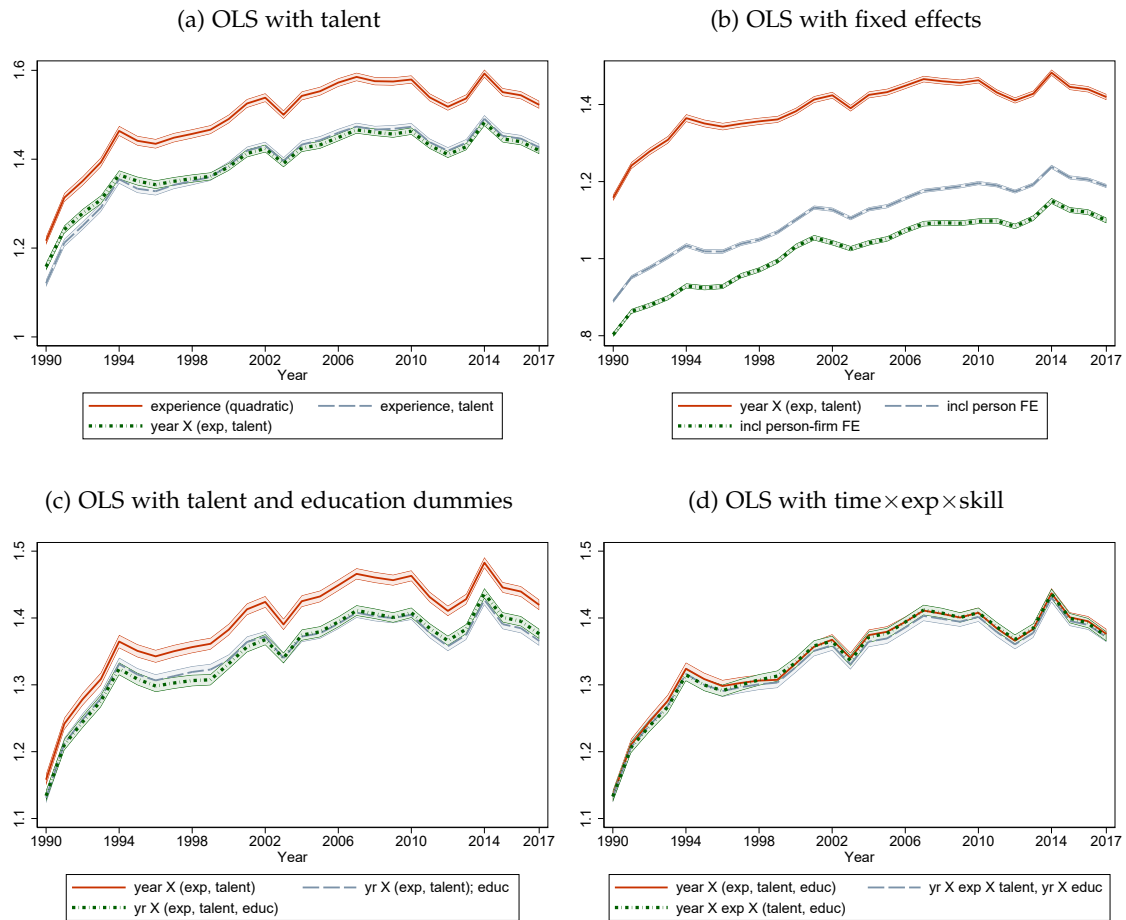 (a) OLS with talent
1 1.2 1.4 1.6
1990 1994 1998 2002 2006 2010 2014 2017
Year
experience (quadratic) experience, talent
year X (exp, talent)
(b) OLS with fixed effects
.8 1 1.2 1.4
1990 1994 1998 2002 2006 2010 2014 2017
Year
year X (exp, talent) incl person FE
incl person-firm FE
(c) OLS with talent and education dummies
1.1 1.2 1.3 1.4 1.5
1990 1994 1998 2002 2006 2010 2014 2017
Year
year X (exp, talent) yr X (exp, talent); educ
yr X (exp, talent, educ)
(d) OLS with time×exp×skill
1.1 1.2 1.3 1.4 1.5
1990 1994 1998 2002 2006 2010 2014 2017
Year
year X (exp, talent, educ) yr X exp X talent, yr X educ
year X exp X (talent, educ)